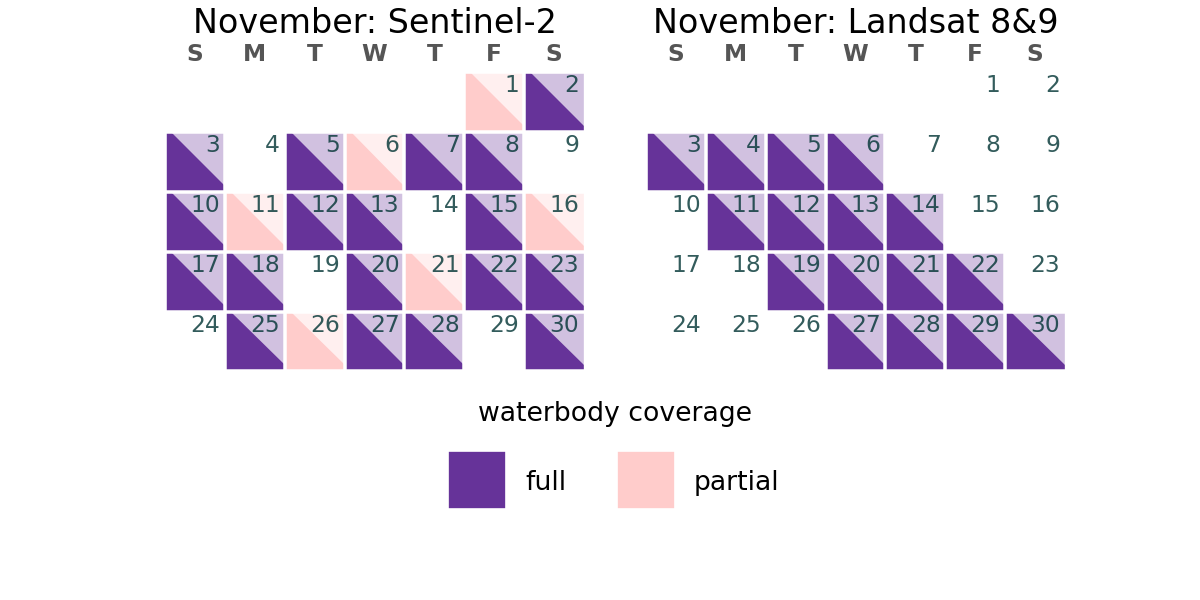 November: Sentinel-2
S M T W T F S
1 2
3 4 5 6 7 8 9
10 11 12 13 14 15 16
17 18 19 20 21 22 23
24 25 26 27 28 29 30
November: Landsat 8&9
S M T W T F S
1 2
3 4 5 6 7 8 9
10 11 12 13 14 15 16
17 18 19 20 21 22 23
24 25 26 27 28 29 30
waterbody coverage
full partial